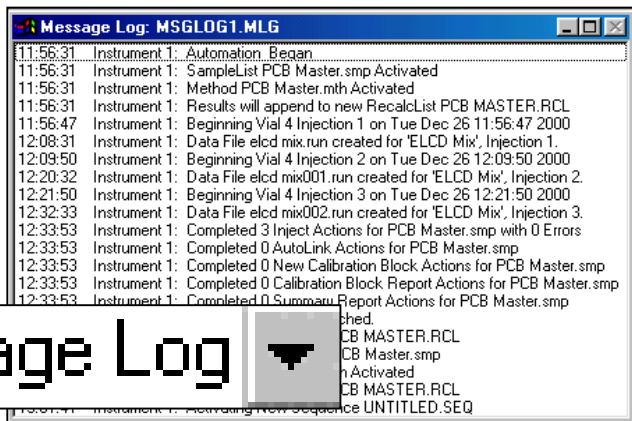 Message Log: MSGLOG1.MLG
11:56:31 Instrument 1: Automation Began
11:56:31 Instrument 1: SampleList PCB Master.smp Activated
11:56:31 Instrument 1: Method PCB Master.mth Activated
11:56:31 Instrument 1: Results will append to new RecalcList PCB MASTER.RCL
11:56:47 Instrument 1: Beginning Vial 4 Injection 1 on Tue Dec 26 11:56:47 2000
12:08:31 Instrument 1: Data File elcd mix.run created for 'ELCD Mix', Injection 1.
12:09:50 Instrument 1: Beginning Vial 4 Injection 2 on Tue Dec 26 12:09:50 2000
12:20:32 Instrument 1: Data File elcd mix001.run created for 'ELCD Mix', Injection 2.
12:21:50 Instrument 1: Beginning Vial 4 Injection 3 on Tue Dec 26 12:21:50 2000
12:32:33 Instrument 1: Data File elcd mix002.run created for 'ELCD Mix', Injection 3.
12:33:53 Instrument 1: Completed 3 Inject Actions for PCB Master.smp with 0 Errors
12:33:53 Instrument 1: Completed 0 AutoLink Actions for PCB Master.smp
12:33:53 Instrument 1: Completed 0 New Calibration Block Actions for PCB Master.smp
12:33:53 Instrument 1: Completed 0 Calibration Block Report Actions for PCB Master.smp
12:33:53 Instrument 1: Completed 0 Summary Report Actions for PCB Master.smp
ched.
CB MASTER.RCL
CB Master.smp
Activated
CB MASTER.RCL
Instrument 1: Activating New Sequence UNTITLED.SEQ
age Log